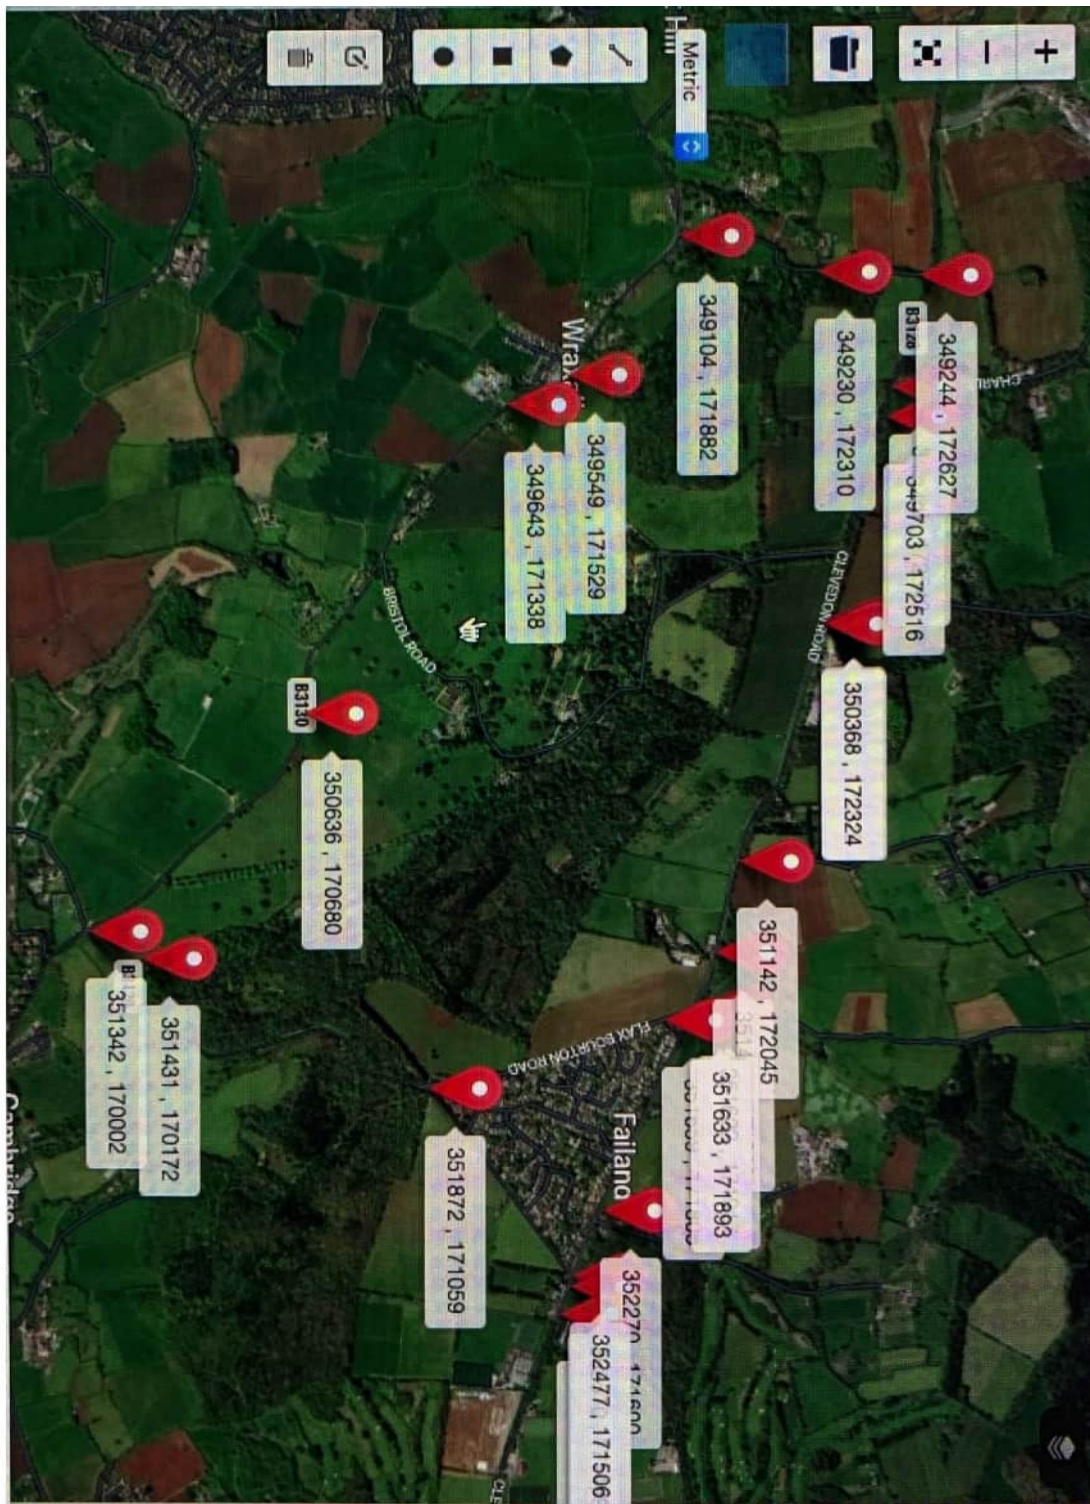 Metric
349104 , 171882
349230 , 172310
349244 , 172627
B3128
349703 , 172516
Wraxall
349549 , 171529
349643 , 171338
CLEVEDON ROAD
350368 , 172324
BRISTOL ROAD
B3130
350636 , 170680
351142 , 172045
351633 , 171893
FLAX BOURTON ROAD
Failand
351431 , 170172
351342 , 170002
351872 , 171059
352270 , 171600
352477 , 171506